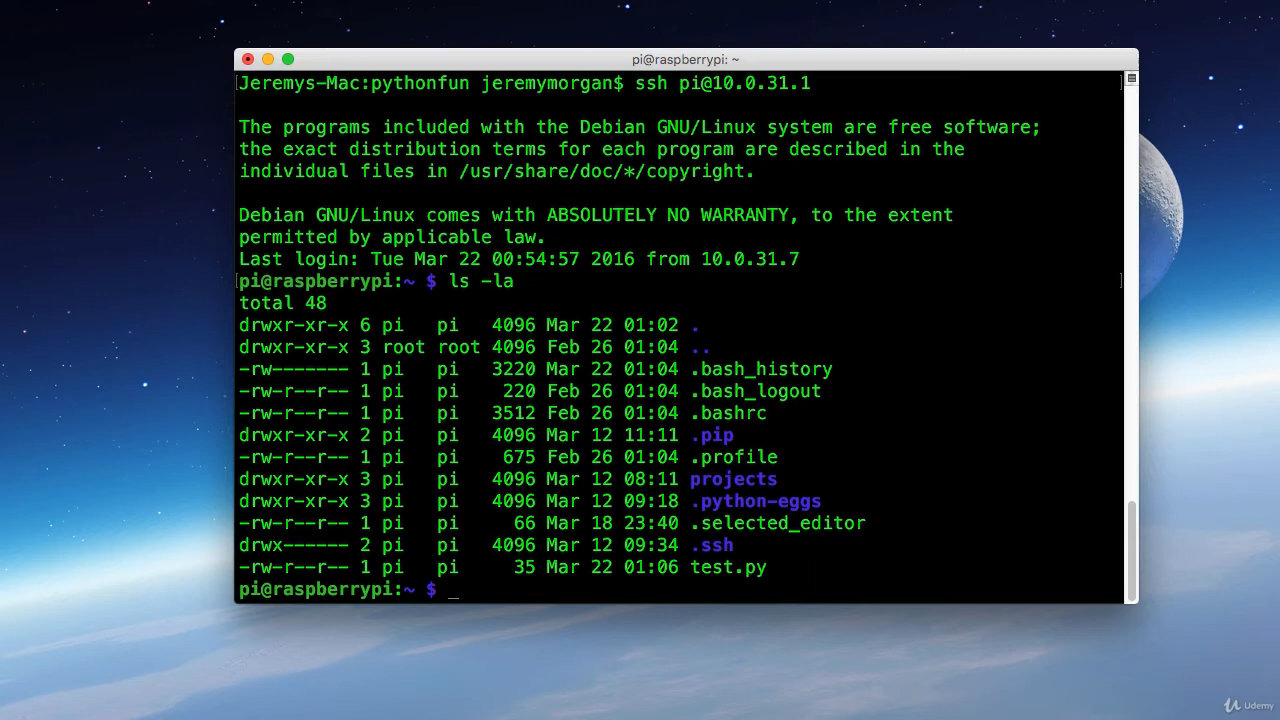 pi@raspberrypi: ~
Jeremys-Mac:pythonfun jeremymorgan$ ssh pi@10.0.31.1
The programs included with the Debian GNU/Linux system are free software;
the exact distribution terms for each program are described in the
individual files in /usr/share/doc/*/copyright.
Debian GNU/Linux comes with ABSOLUTELY NO WARRANTY, to the extent
permitted by applicable law.
Last login: Tue Mar 22 00:54:57 2016 from 10.0.31.7
pi@raspberrypi:~ $ ls -la
total 48
drwxr-xr-x 6 pi   pi   4096 Mar 22 01:02 .
drwxr-xr-x 3 root root 4096 Feb 26 01:04 ..
-rw------- 1 pi   pi   3220 Mar 22 01:04 .bash_history
-rw-r--r-- 1 pi   pi    220 Feb 26 01:04 .bash_logout
-rw-r--r-- 1 pi   pi   3512 Feb 26 01:04 .bashrc
drwxr-xr-x 2 pi   pi   4096 Mar 12 11:11 .pip
-rw-r--r-- 1 pi   pi    675 Feb 26 01:04 .profile
drwxr-xr-x 3 pi   pi   4096 Mar 12 08:11 projects
drwxr-xr-x 3 pi   pi   4096 Mar 12 09:18 .python-eggs
-rw-r--r-- 1 pi   pi     66 Mar 18 23:40 .selected_editor
drwx------ 2 pi   pi   4096 Mar 12 09:34 .ssh
-rw-r--r-- 1 pi   pi     35 Mar 22 01:06 test.py
pi@raspberrypi:~ $ _
Udemy